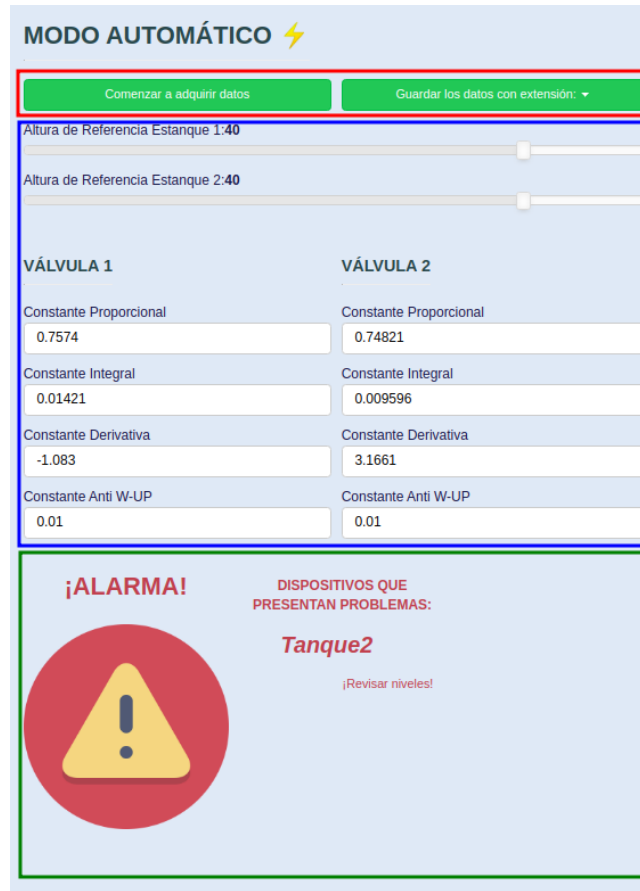 MODO AUTOMÁTICO ⚡
Comenzar a adquirir datos
Guardar los datos con extensión:
Altura de Referencia Estanque 1:40
Altura de Referencia Estanque 2:40
VÁLVULA 1
VÁLVULA 2
Constante Proporcional
Constante Proporcional
0.7574
0.74821
Constante Integral
Constante Integral
0.01421
0.009596
Constante Derivativa
Constante Derivativa
-1.083
3.1661
Constante Anti W-UP
Constante Anti W-UP
0.01
0.01
¡ALARMA!
DISPOSITIVOS QUE
PRESENTAN PROBLEMAS:
Tanque2
¡Revisar niveles!